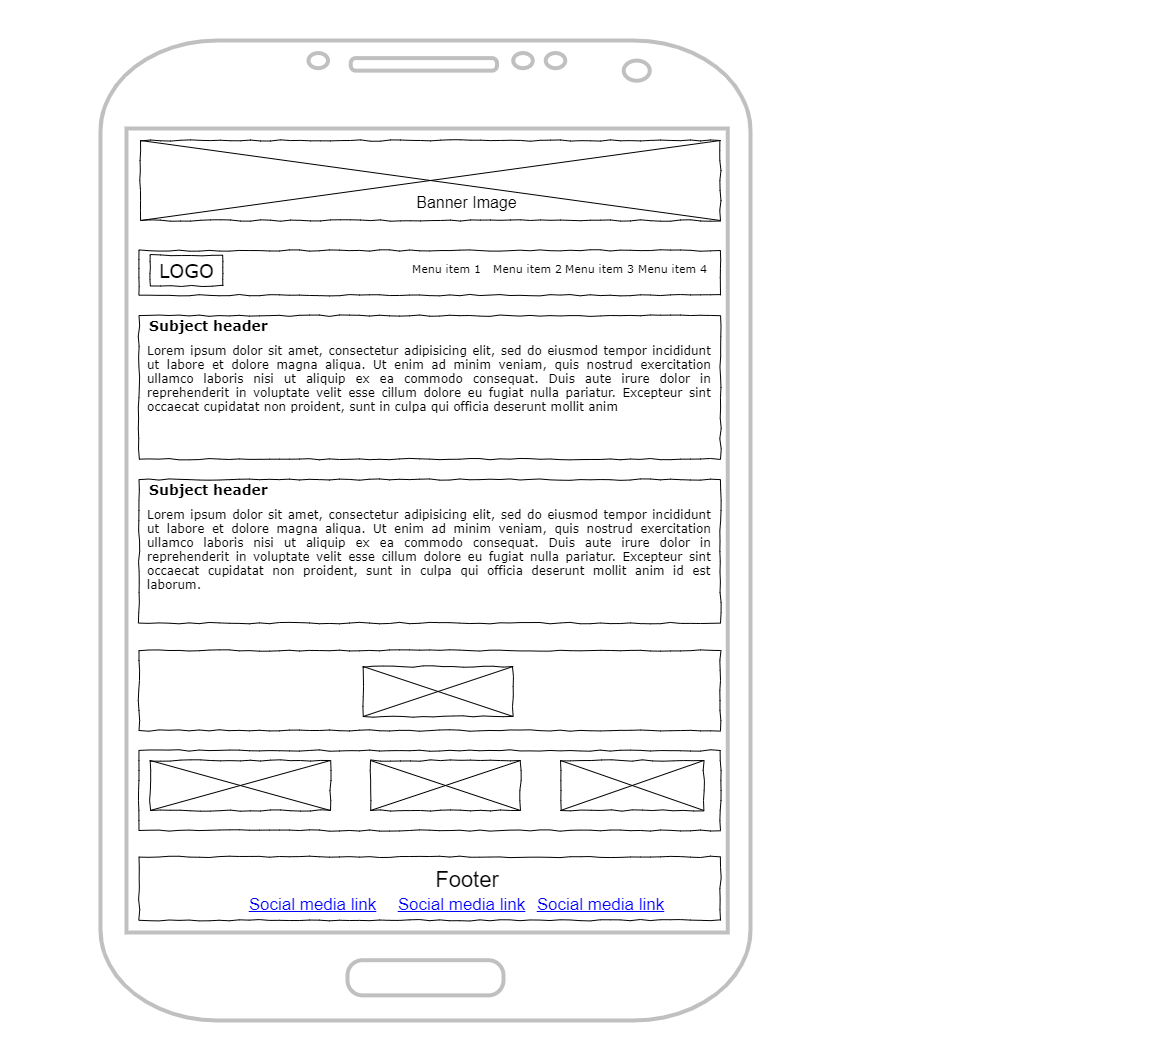 Banner Image
LOGO Menu item 1 Menu item 2 Menu item 3 Menu item 4
Subject header
Lorem ipsum dolor sit amet, consectetur adipisicing elit, sed do eiusmod tempor incididunt
ut labore et dolore magna aliqua. Ut enim ad minim veniam, quis nostrud exercitation
ullamco laboris nisi ut aliquip ex ea commodo consequat. Duis aute irure dolor in
reprehenderit in voluptate velit esse cillum dolore eu fugiat nulla pariatur. Excepteur sint
occaecat cupidatat non proident, sunt in culpa qui officia deserunt mollit anim
Subject header
Lorem ipsum dolor sit amet, consectetur adipisicing elit, sed do eiusmod tempor incididunt
ut labore et dolore magna aliqua. Ut enim ad minim veniam, quis nostrud exercitation
ullamco laboris nisi ut aliquip ex ea commodo consequat. Duis aute irure dolor in
reprehenderit in voluptate velit esse cillum dolore eu fugiat nulla pariatur. Excepteur sint
occaecat cupidatat non proident, sunt in culpa qui officia deserunt mollit anim id est
laborum.
Footer
Social media link Social media link Social media link